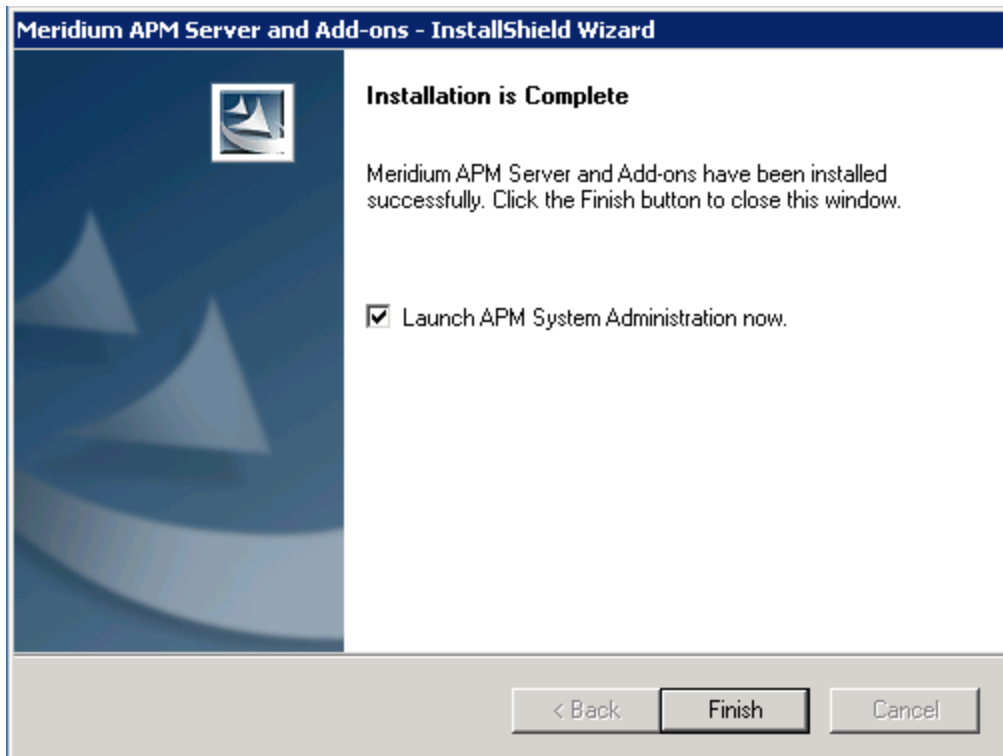 Meridium APM Server and Add-ons - InstallShield Wizard
Installation is Complete
Meridium APM Server and Add-ons have been installed
successfully. Click the Finish button to close this window.
Launch APM System Administration now.
< Back
Finish
Cancel